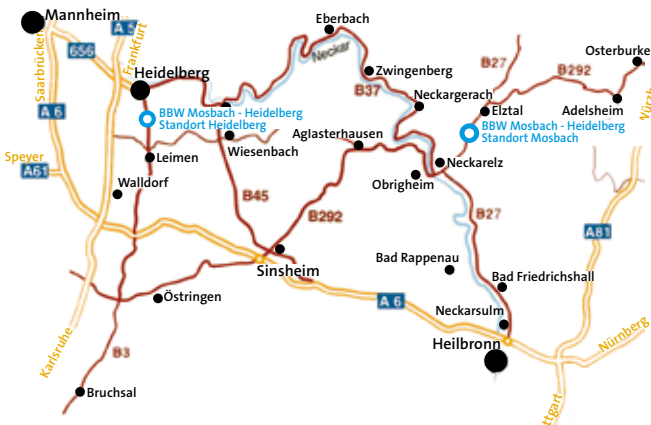 Mannheim
Eberbach
A 5
656
Frankfurt
Saarbrücken
Neckar
B27
Osterburke
Heidelberg
Zwingenberg
B292
B37
A 6
Neckargerach
Elztal
Adelsheim
BBW Mosbach - Heidelberg
Standort Heidelberg
BBW Mosbach - Heidelberg
Standort Mosbach
Aglasterhausen
Speyer
Leimen
Wiesenbach
Neckarelz
A61
Walldorf
Obrigheim
B45
B292
B27
A81
Bad Rappenau
Sinsheim
Bad Friedrichshall
Östringen
A 6
Neckarsulm
Karlsruhe
B3
Heilbronn
Nürnberg
Bruchsal
ttgart